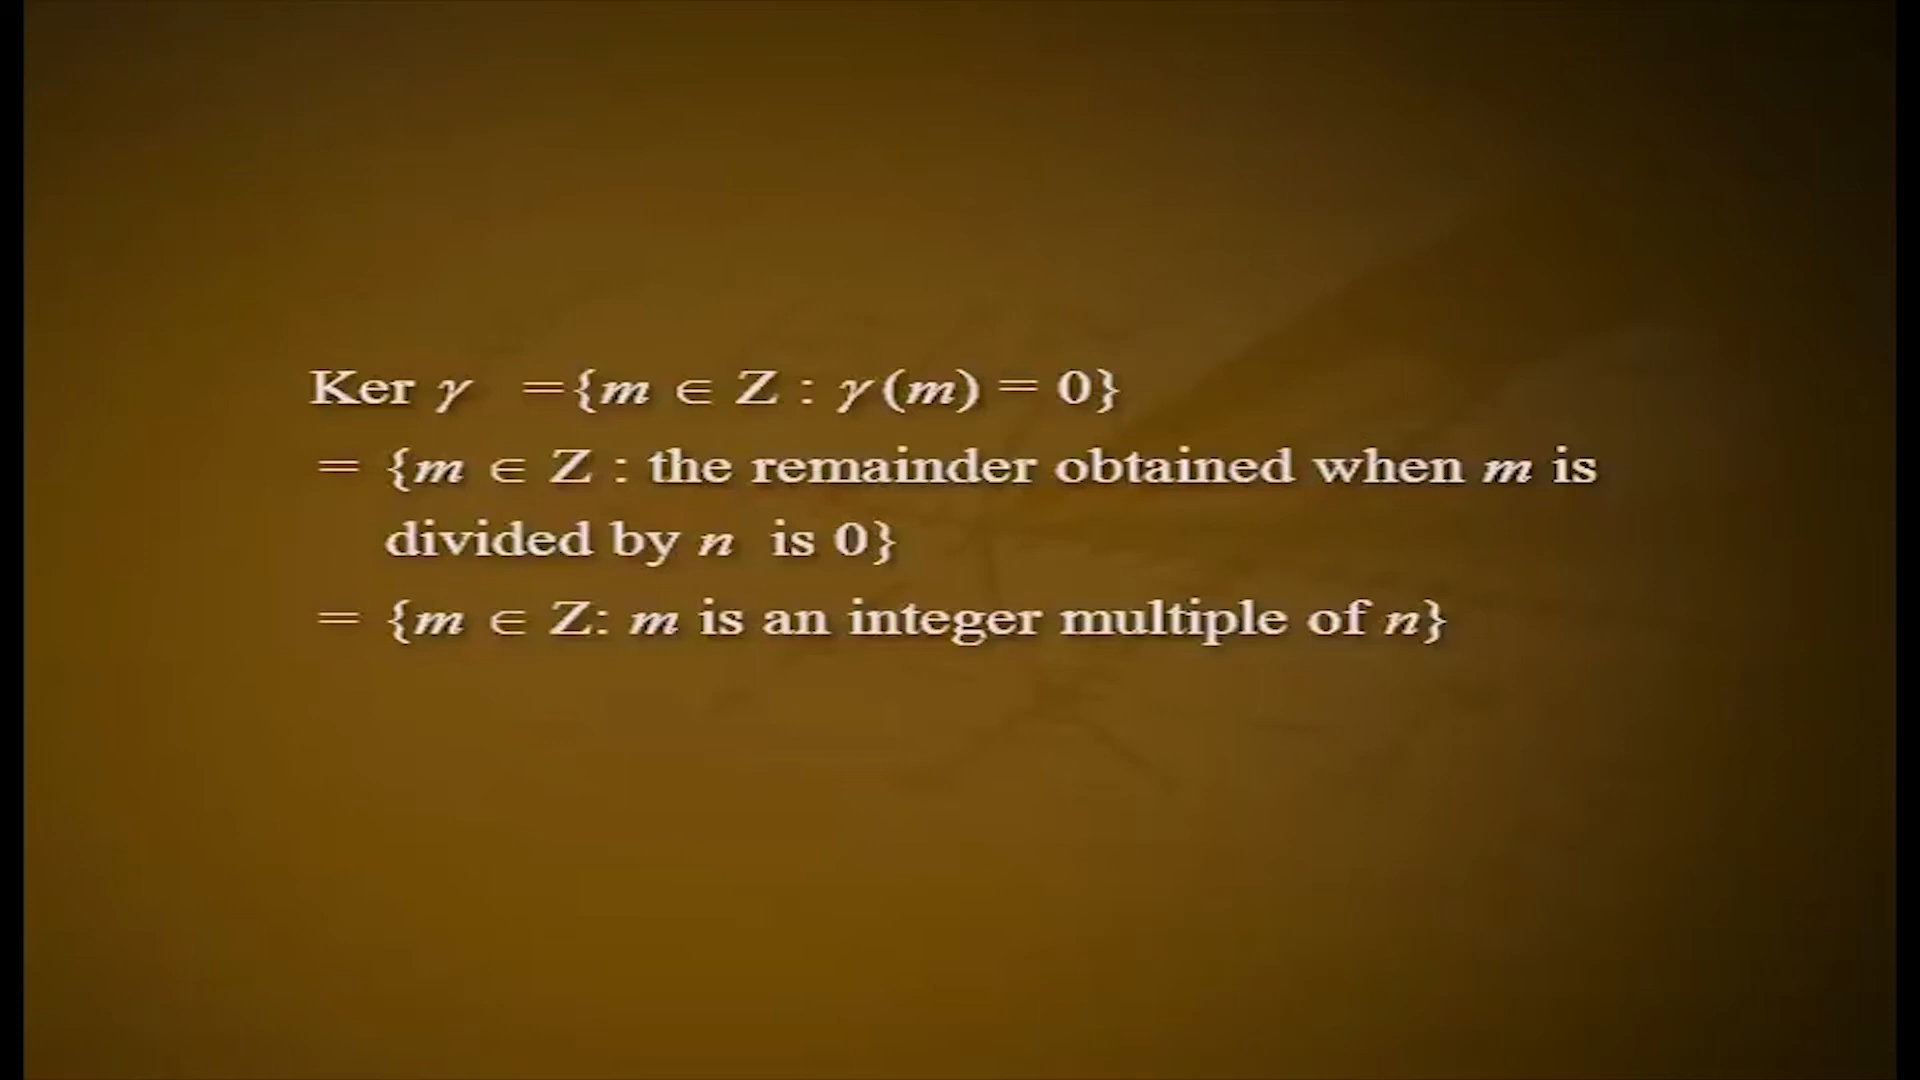 Ker γ = {m ∈ Z : γ(m) = 0}
= {m ∈ Z : the remainder obtained when m is
divided by n is 0}
= {m ∈ Z: m is an integer multiple of n}